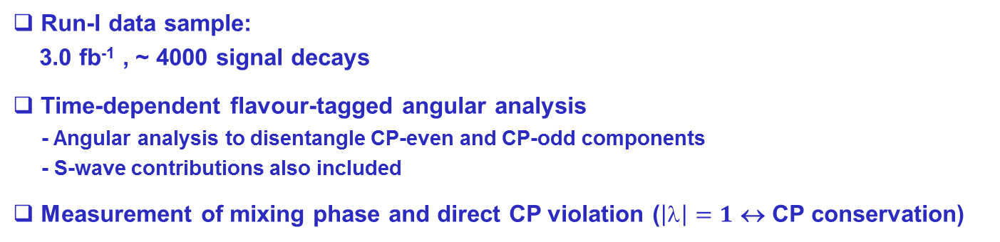 ❑ Run-I data sample:
3.0 fb⁻¹ , ~ 4000 signal decays
❑ Time-dependent flavour-tagged angular analysis
- Angular analysis to disentangle CP-even and CP-odd components
- S-wave contributions also included
❑ Measurement of mixing phase and direct CP violation (|λ| = 1 ↔ CP conservation)